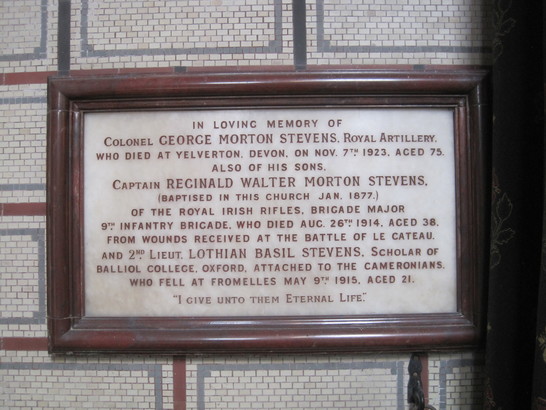 IN LOVING MEMORY OF
COLONEL GEORGE MORTON STEVENS, ROYAL ARTILLERY,
WHO DIED AT YELVERTON, DEVON, ON NOV. 7TH 1923, AGED 75.
ALSO OF HIS SONS,
CAPTAIN REGINALD WALTER MORTON STEVENS,
(BAPTISED IN THIS CHURCH JAN. 1877.)
OF THE ROYAL IRISH RIFLES, BRIGADE MAJOR
9TH INFANTRY BRIGADE, WHO DIED AUG. 26TH 1914, AGED 38,
FROM WOUNDS RECEIVED AT THE BATTLE OF LE CATEAU.
AND 2ND LIEUT. LOTHIAN BASIL STEVENS, SCHOLAR OF
BALLIOL COLLEGE, OXFORD, ATTACHED TO THE CAMERONIANS.
WHO FELL AT FROMELLES MAY 9TH 1915, AGED 21.
"I GIVE UNTO THEM ETERNAL LIFE."